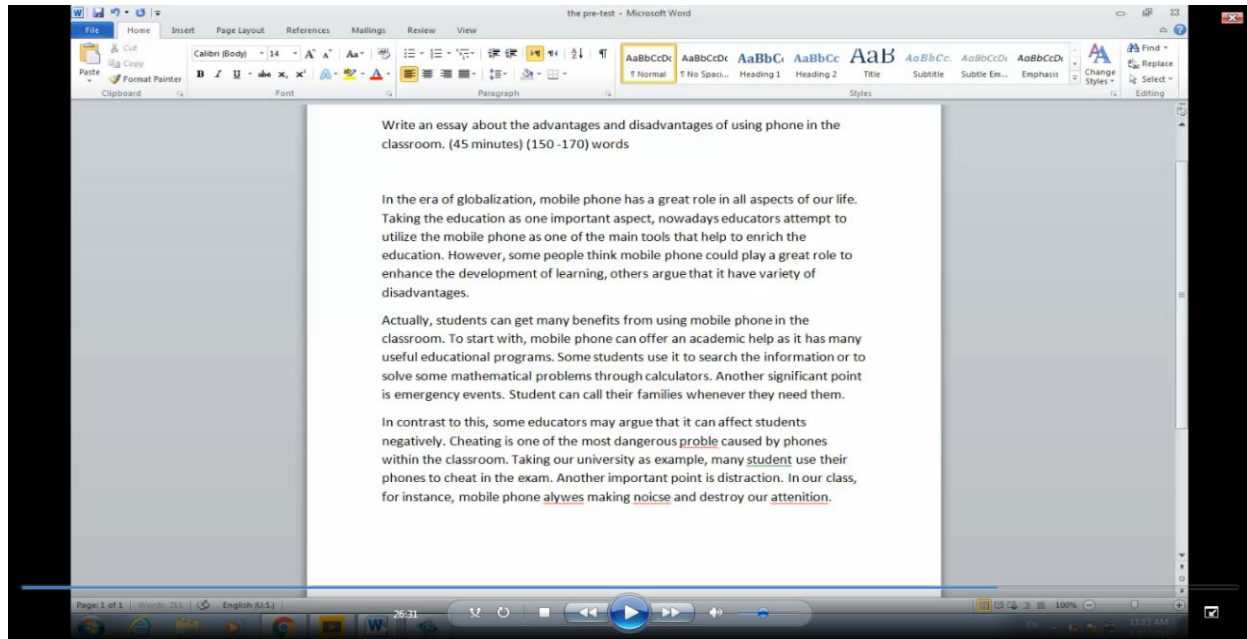 the pre-test - Microsoft Word
File Home Insert Page Layout References Mailings Review View
Paste
Cut
Copy
Format Painter
Clipboard
Calibri (Body) 14
Font
Paragraph
AaBbCcDc AaBbCcDc AaBbC AaBbCc AaB AaBbCc. AaBbCcDc AaBbCcDc
¶ Normal ¶ No Spaci... Heading 1 Heading 2 Title Subtitle Subtle Em... Emphasis
Styles
Change Styles
Find
Replace
Select
Editing
Write an essay about the advantages and disadvantages of using phone in the
classroom. (45 minutes) (150 -170) words
In the era of globalization, mobile phone has a great role in all aspects of our life.
Taking the education as one important aspect, nowadays educators attempt to
utilize the mobile phone as one of the main tools that help to enrich the
education. However, some people think mobile phone could play a great role to
enhance the development of learning, others argue that it have variety of
disadvantages.
Actually, students can get many benefits from using mobile phone in the
classroom. To start with, mobile phone can offer an academic help as it has many
useful educational programs. Some students use it to search the information or to
solve some mathematical problems through calculators. Another significant point
is emergency events. Student can call their families whenever they need them.
In contrast to this, some educators may argue that it can affect students
negatively. Cheating is one of the most dangerous proble caused by phones
within the classroom. Taking our university as example, many student use their
phones to cheat in the exam. Another important point is distraction. In our class,
for instance, mobile phone alywes making noicse and destroy our attenition.
Page: 1 of 1 Words: 211 English (U.S.) 100%
26:31
EN 11:13 AM